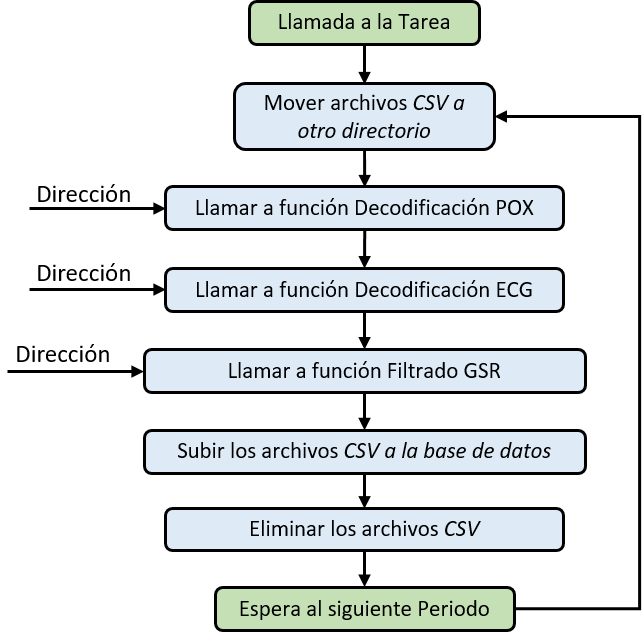 Llamada a la Tarea
Mover archivos CSV a
otro directorio
Dirección
Llamar a función Decodificación POX
Dirección
Llamar a función Decodificación ECG
Dirección
Llamar a función Filtrado GSR
Subir los archivos CSV a la base de datos
Eliminar los archivos CSV
Espera al siguiente Periodo